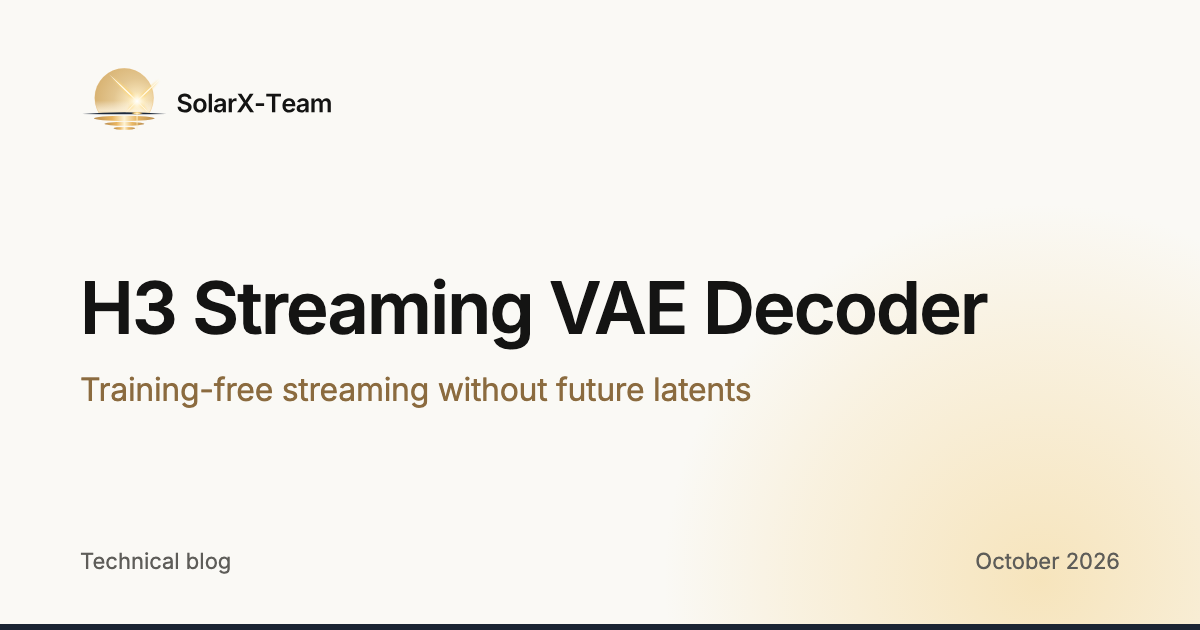 SolarX-Team
H3 Streaming VAE Decoder
Training-free streaming without future latents
Technical blog
October 2026